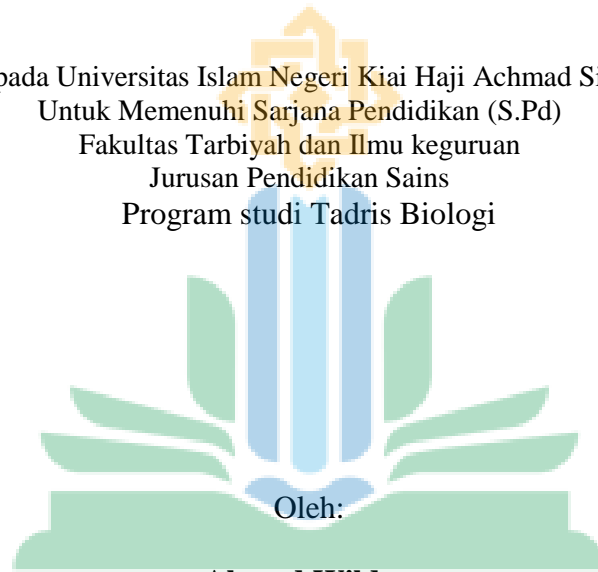 pada Universitas Islam Negeri Kiai Haji Achmad Si
Untuk Memenuhi Sarjana Pendidikan (S.Pd)
Fakultas Tarbiyah dan Ilmu keguruan
Jurusan Pendidikan Sains
Program studi Tadris Biologi
Oleh: